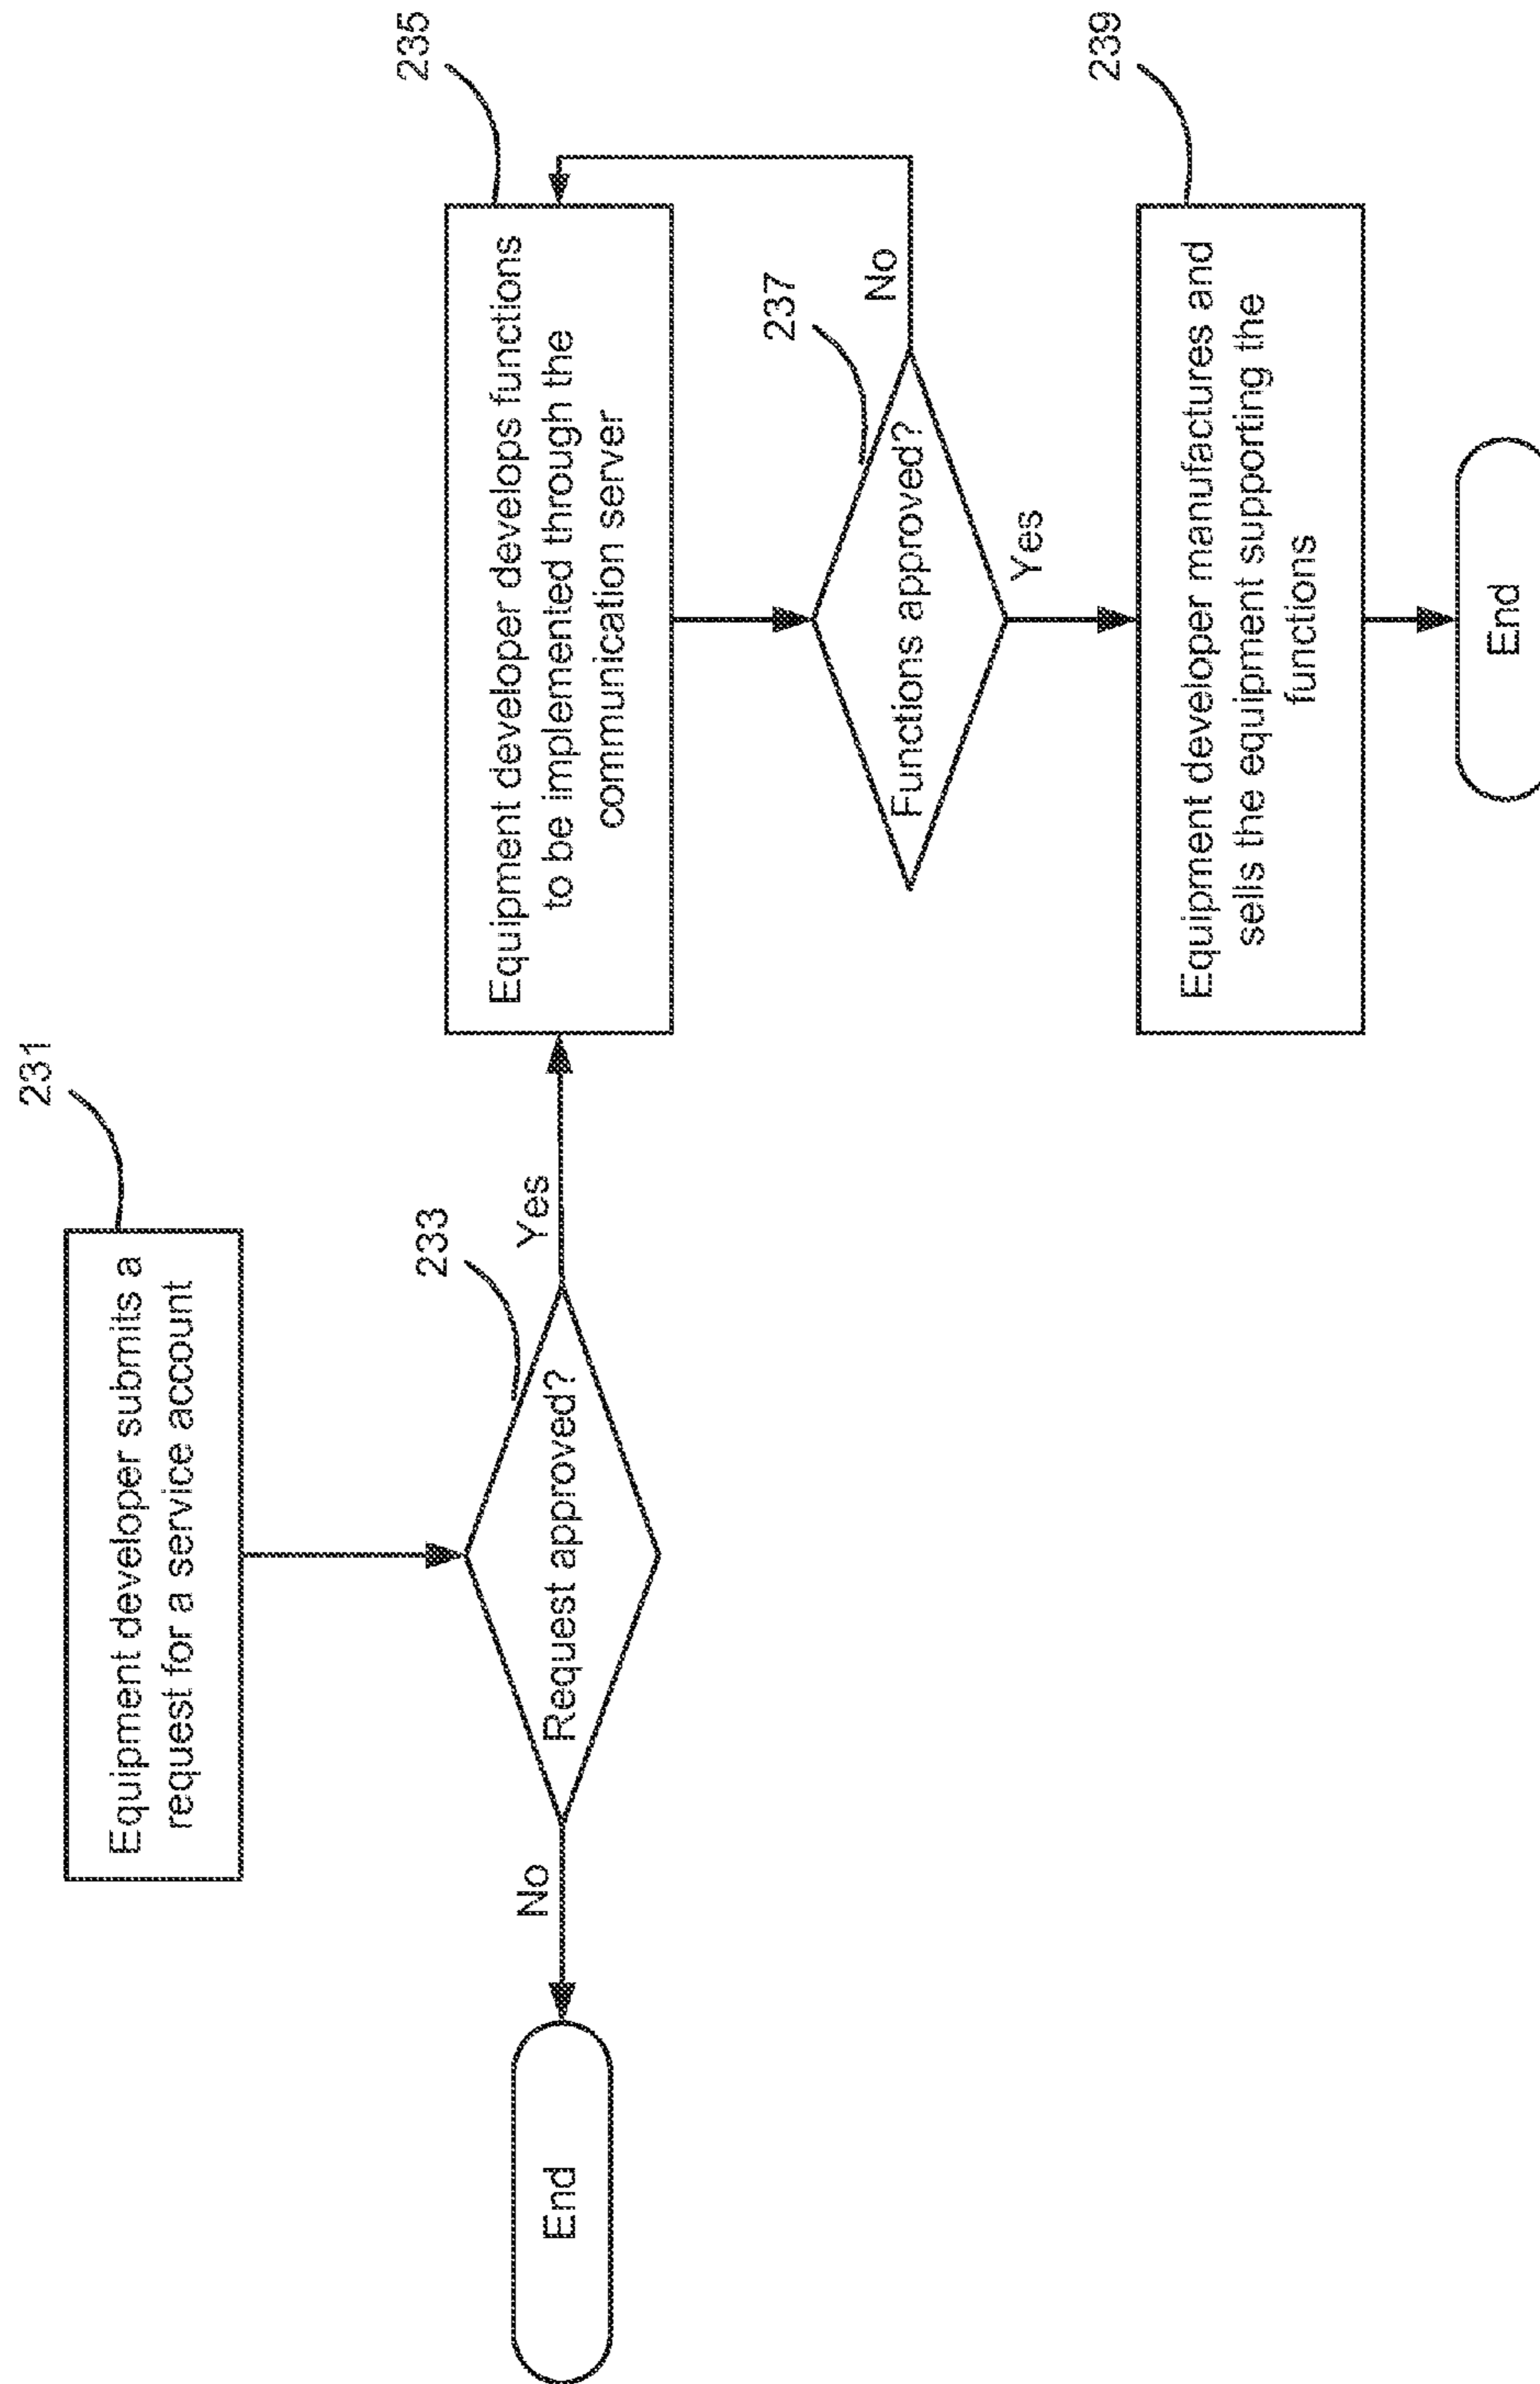 231
Equipment developer submits a
request for a service account
233
Request approved?
No
Yes
End
235
Equipment developer develops functions
to be implemented through the
communication server
237
Functions approved?
No
Yes
239
Equipment developer manufactures and
sells the equipment supporting the
functions
End